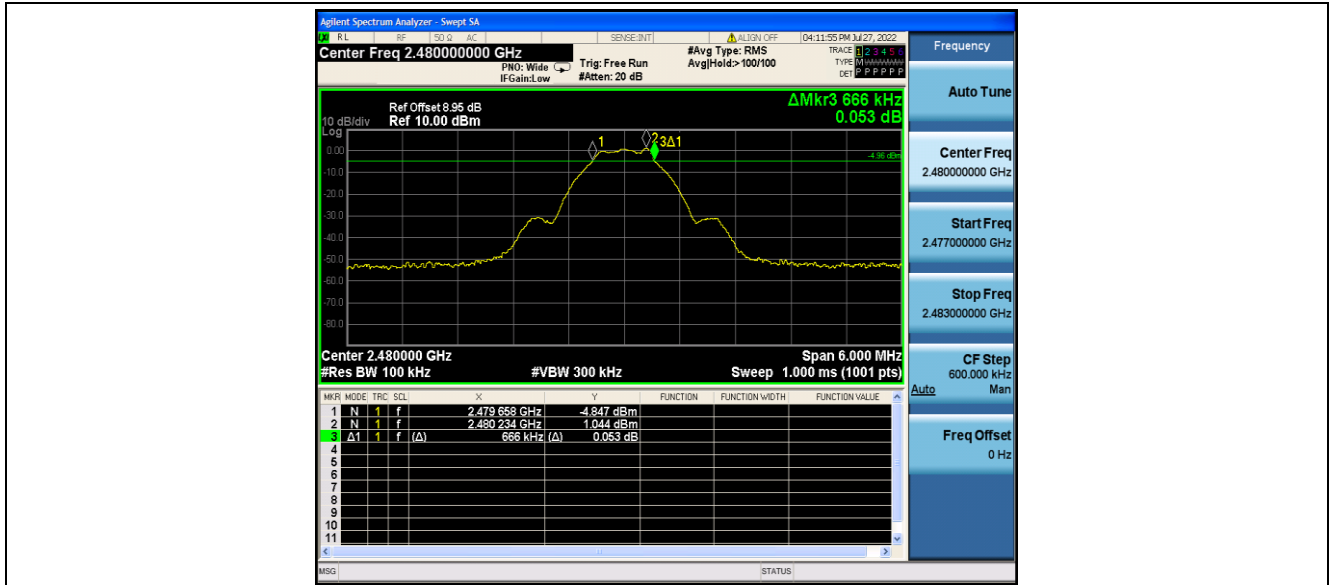 Agilent Spectrum Analyzer - Swept SA
RL RF 50 Ω AC SENSE:INT ALIGN OFF 04:11:55 PM Jul 27, 2022
Center Freq 2.480000000 GHz
PNO: Wide
IFGain:Low
Trig: Free Run
#Atten: 20 dB
#Avg Type: RMS
Avg|Hold:>100/100
TRACE 1 2 3 4 5 6
TYPE M
DET P P P P P P
ΔMkr3 666 kHz
0.053 dB
Ref Offset 8.95 dB
10 dB/div Ref 10.00 dBm
Log
1
2
3Δ1
0.00
-4.96 dBm
-10.0
-20.0
-30.0
-40.0
-50.0
-60.0
-70.0
-80.0
Center 2.480000 GHz Span 6.000 MHz
#Res BW 100 kHz #VBW 300 kHz Sweep 1.000 ms (1001 pts)
MKR MODE TRC SCL X Y FUNCTION FUNCTION WIDTH FUNCTION VALUE
1 N 1 f 2.479 658 GHz -4.847 dBm
2 N 1 f 2.480 234 GHz 1.044 dBm
3 Δ1 1 f (Δ) 666 kHz (Δ) 0.053 dB
4
5
6
7
8
9
10
11
MSG STATUS
Frequency
Auto Tune
Center Freq
2.480000000 GHz
Start Freq
2.477000000 GHz
Stop Freq
2.483000000 GHz
CF Step
600.000 kHz
Auto Man
Freq Offset
0 Hz